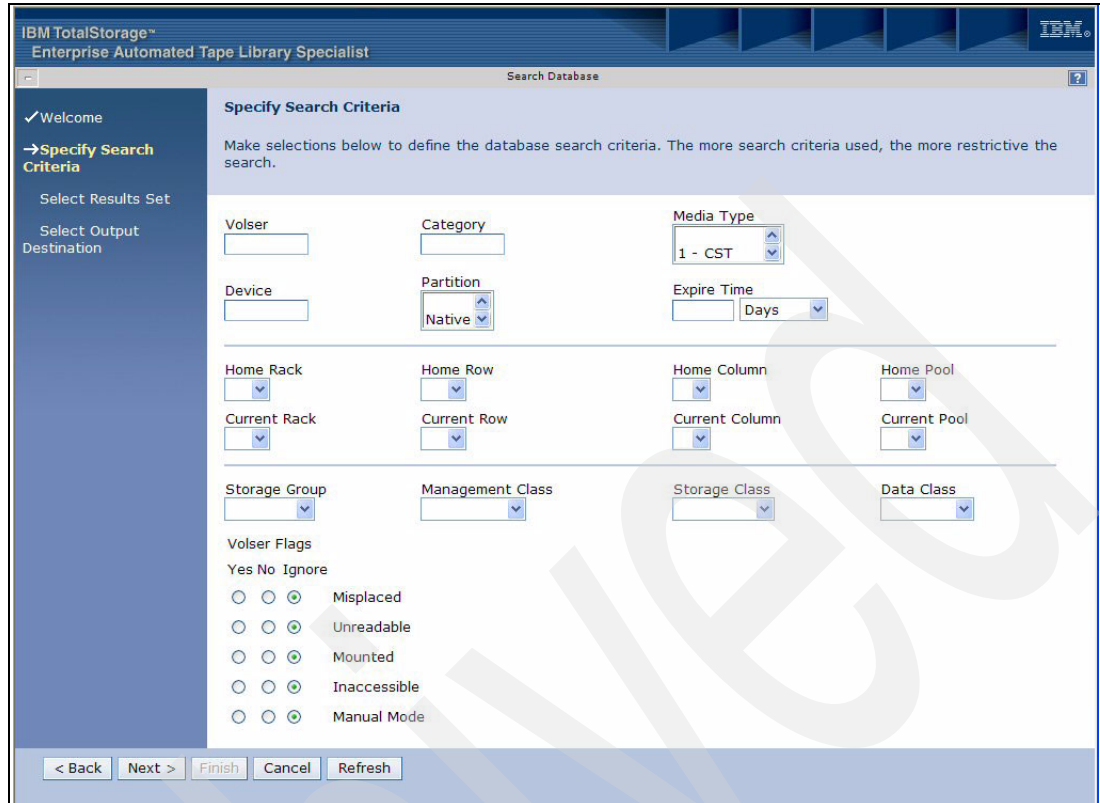 IBM TotalStorage™
Enterprise Automated Tape Library Specialist
IBM®
Search Database
?
✓Welcome
→Specify Search
Criteria
Select Results Set
Select Output
Destination
Specify Search Criteria
Make selections below to define the database search criteria. The more search criteria used, the more restrictive the
search.
Volser Category Media Type
1 - CST
Device Partition Expire Time
Native Days
Home Rack Home Row Home Column Home Pool
Current Rack Current Row Current Column Current Pool
Storage Group Management Class Storage Class Data Class
Volser Flags
Yes No Ignore
Misplaced
Unreadable
Mounted
Inaccessible
Manual Mode
< Back Next > Finish Cancel Refresh